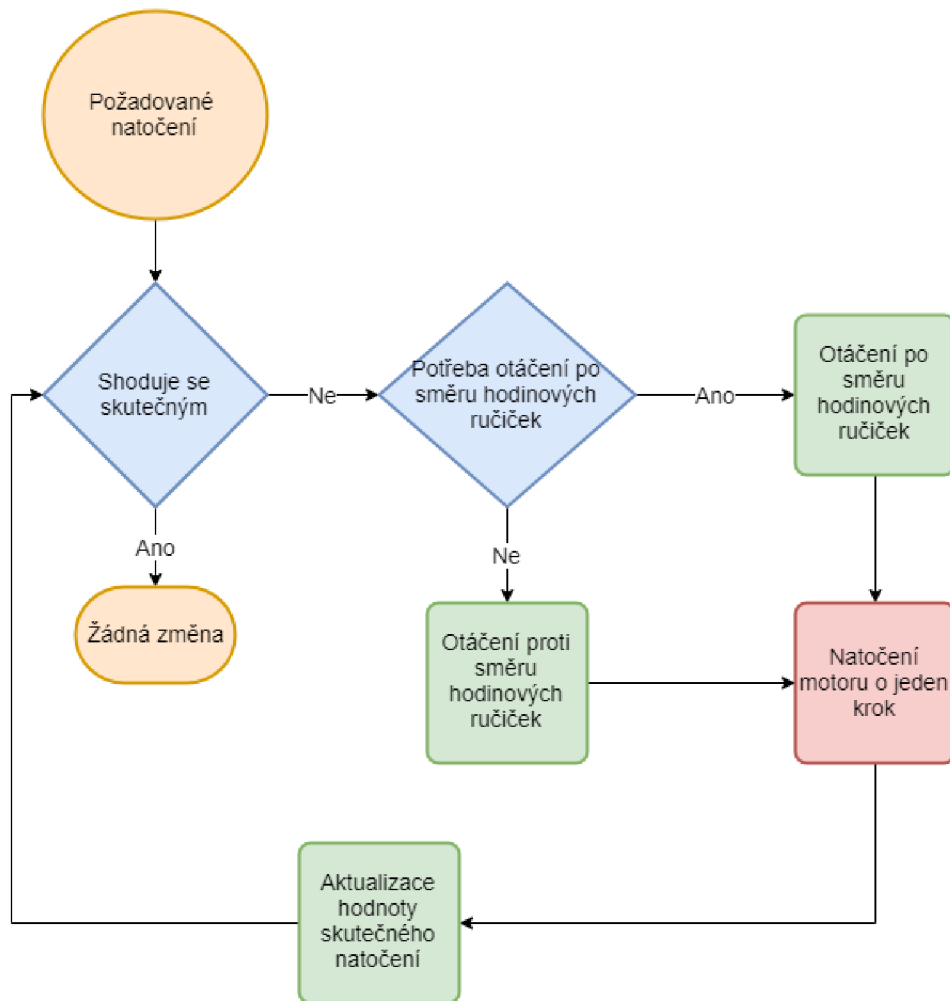 Požadované
natočení
Shoduje se
skutečným
Ne
Potřeba otáčení po
směru hodinových
ručiček
Ano
Otáčení po
směru
hodinových
ručiček
Ano
Žádná změna
Ne
Otáčení proti
směru
hodinových
ručiček
Natočení
motoru o jeden
krok
Aktualizace
hodnoty
skutečného
natočení